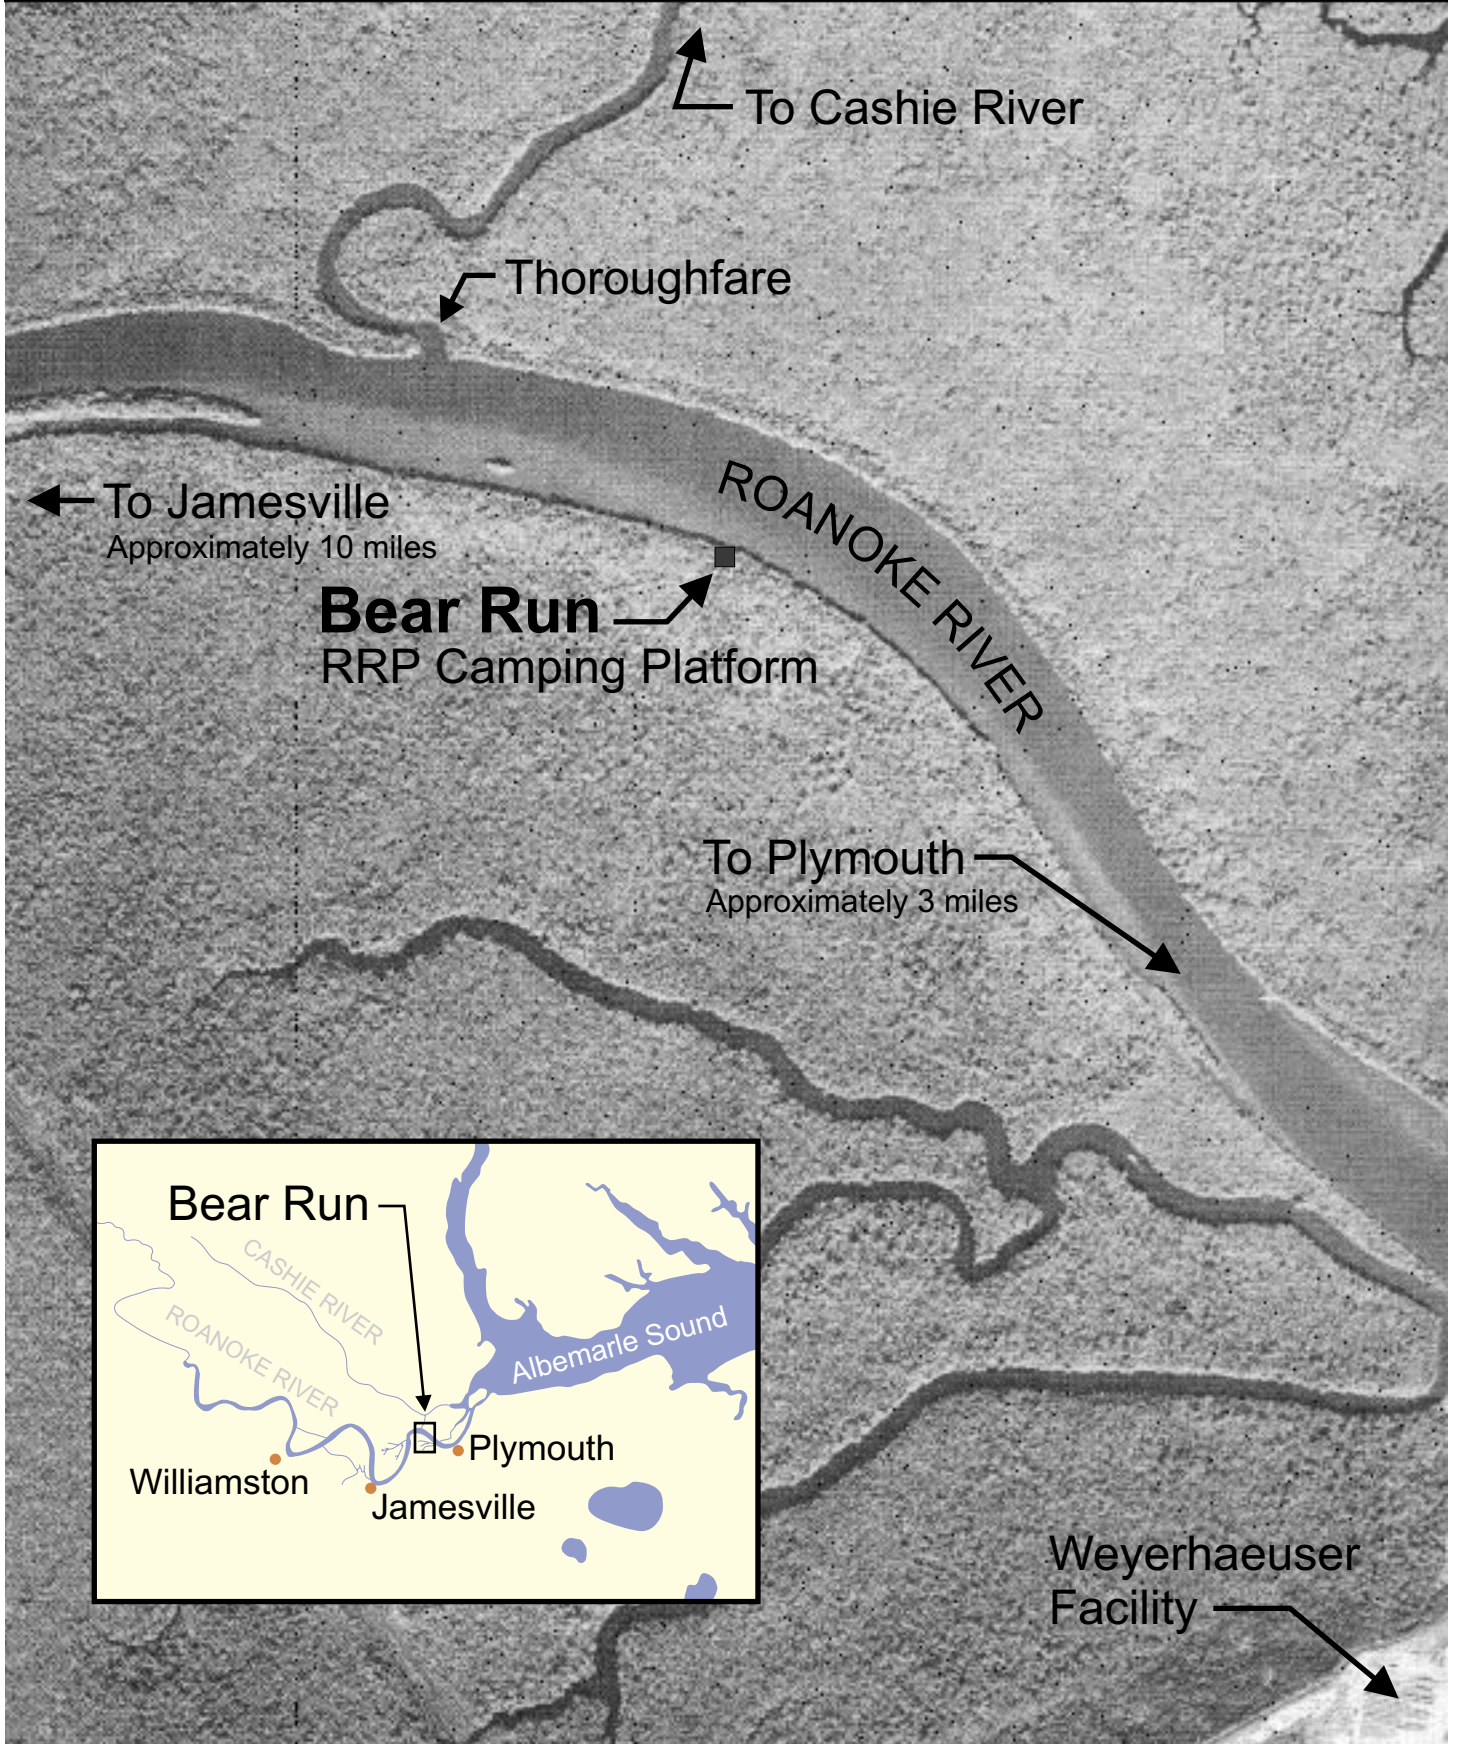 To Cashie River
Thoroughfare
ROANOKE RIVER
To Jamesville
Approximately 10 miles
Bear Run
RRP Camping Platform
To Plymouth
Approximately 3 miles
Bear Run
CASHIE RIVER
ROANOKE RIVER
Albemarle Sound
Plymouth
Williamston
Jamesville
Weyerhaeuser
Facility